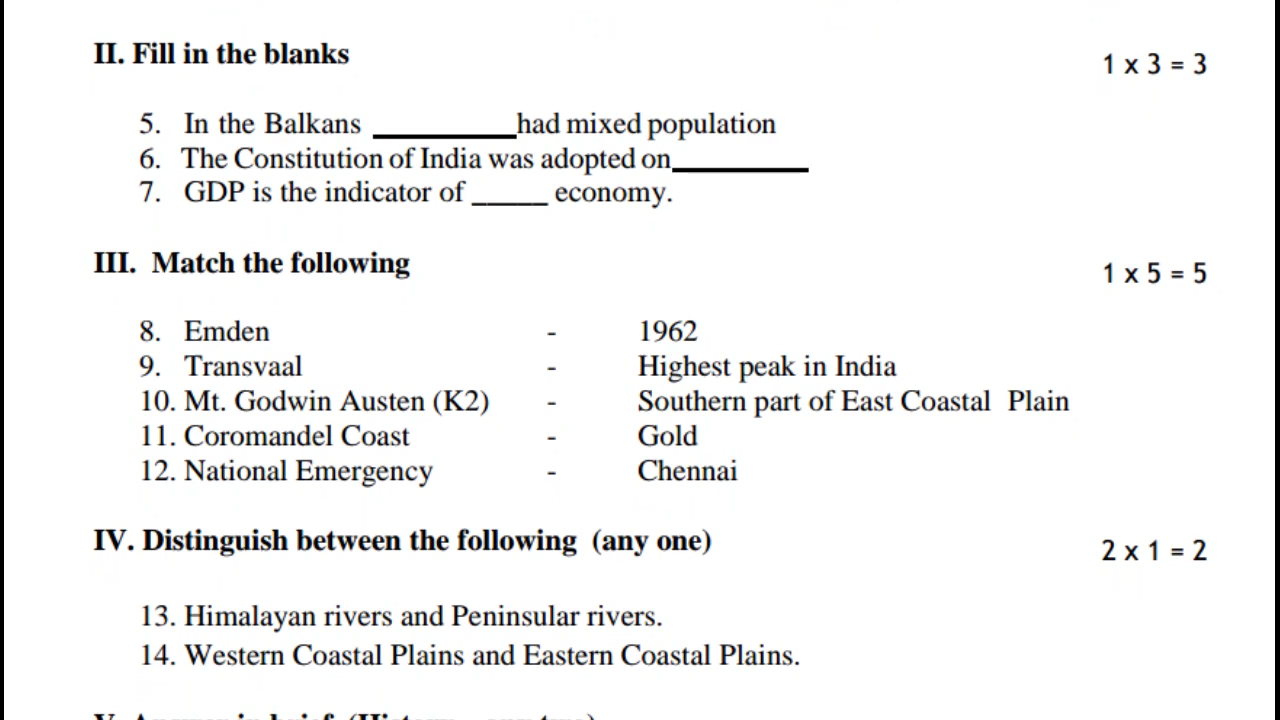 II. Fill in the blanks
1 x 3 = 3
5. In the Balkans __________had mixed population
6. The Constitution of India was adopted on_________
7. GDP is the indicator of _____ economy.
III. Match the following
1 x 5 = 5
8. Emden - 1962
9. Transvaal - Highest peak in India
10. Mt. Godwin Austen (K2) - Southern part of East Coastal Plain
11. Coromandel Coast - Gold
12. National Emergency - Chennai
IV. Distinguish between the following (any one)
2 x 1 = 2
13. Himalayan rivers and Peninsular rivers.
14. Western Coastal Plains and Eastern Coastal Plains.